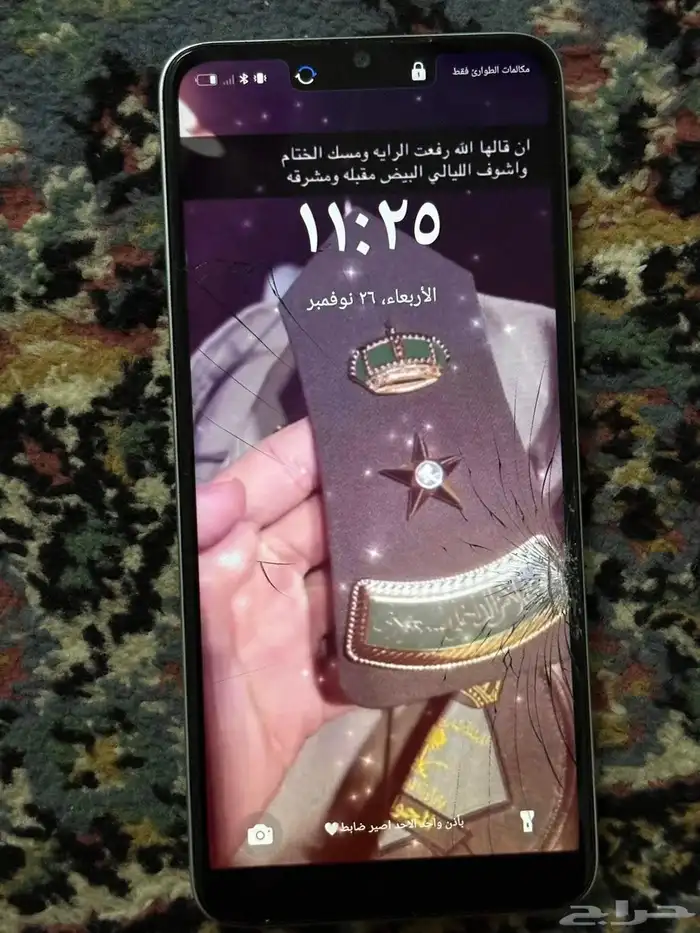 مكالمات الطوارئ فقط
ان قالها الله رفعت الرايه ومسك الختام
واشوف الليالي البيض مقبله ومشرقه
١١:٢٥
الأربعاء، ٢٦ نوفمبر
بأذن واحد الاحد اصير ضابط🤍
حراج